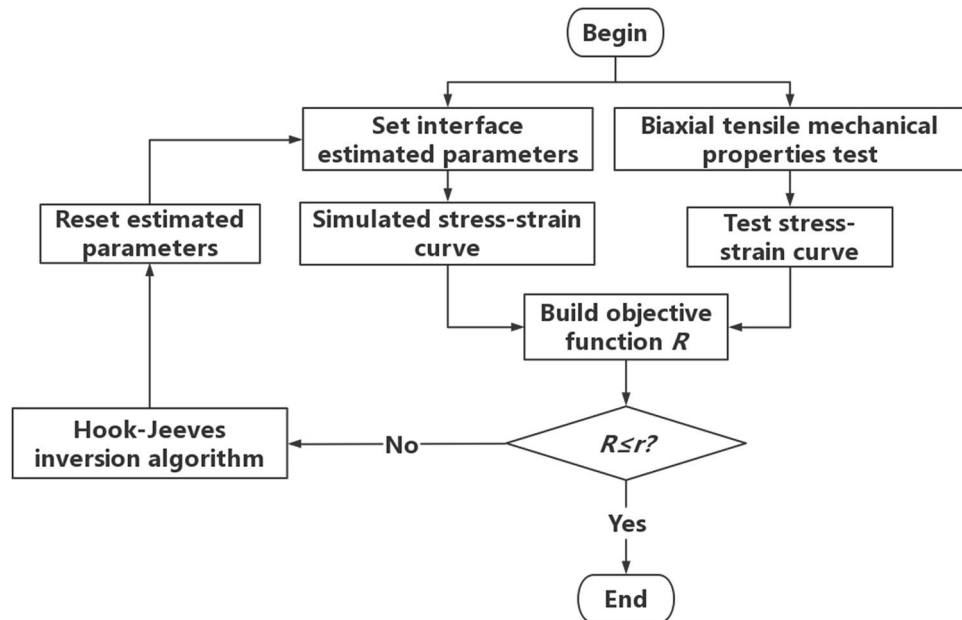 Begin
Set interface
estimated parameters
Biaxial tensile mechanical
properties test
Reset estimated
parameters
Simulated stress-strain
curve
Test stress-
strain curve
Build objective
function R
Hook-Jeeves
inversion algorithm
No
R≤r?
Yes
End